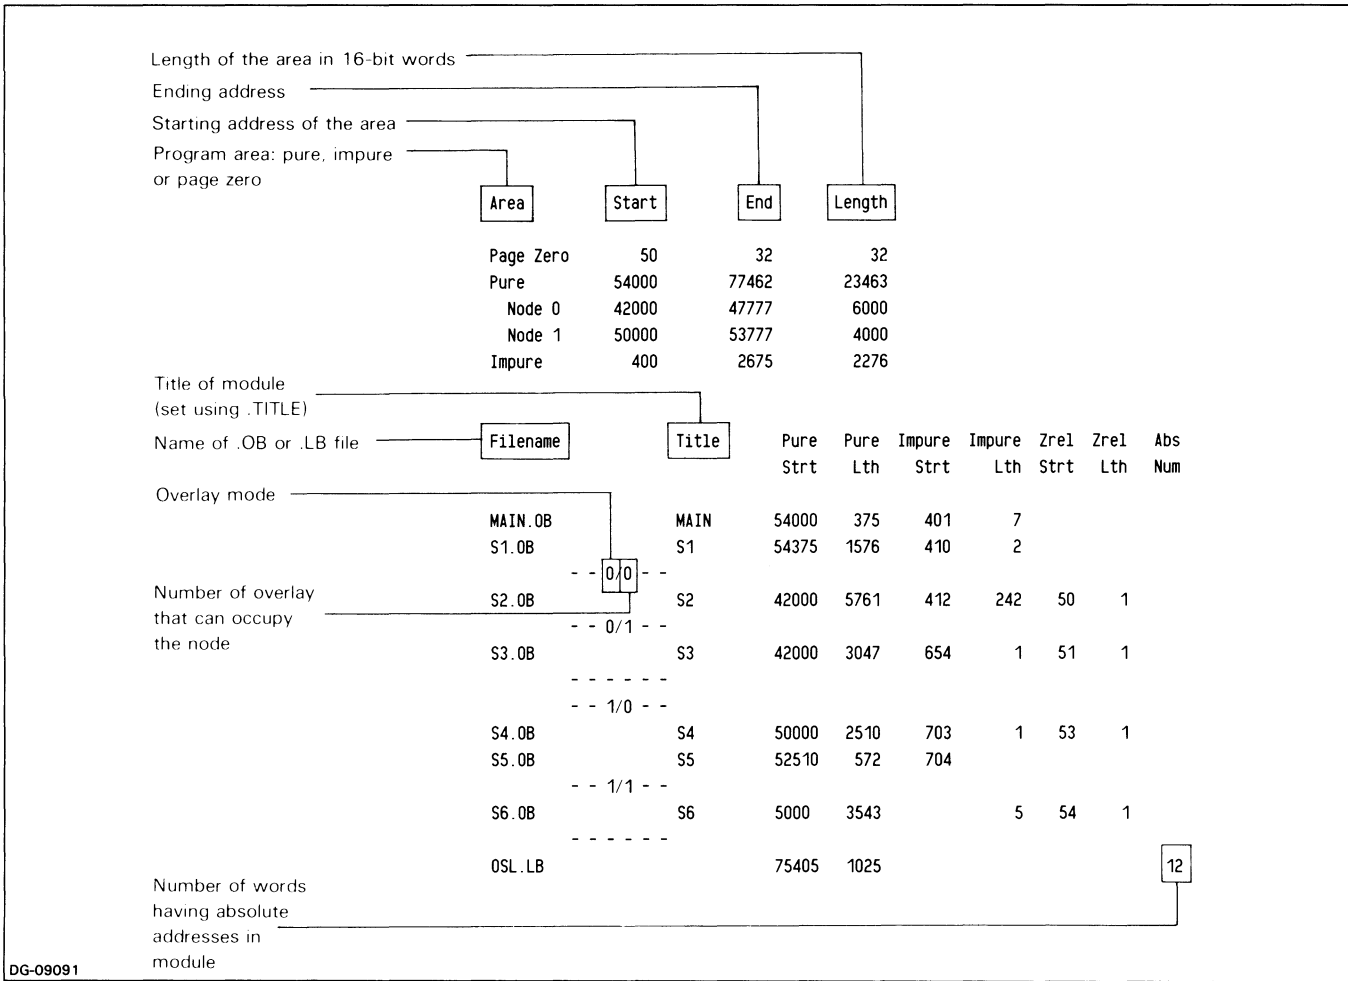 Length of the area in 16-bit words
Ending address
Starting address of the area
Program area: pure, impure
or page zero
Area Start End Length
Page Zero 50 32 32
Pure 54000 77462 23463
Node 0 42000 47777 6000
Node 1 50000 53777 4000
Impure 400 2675 2276
Title of module
(set using .TITLE)
Name of .OB or .LB file
Filename Title Pure Pure Impure Impure Zrel Zrel Abs
Strt Lth Strt Lth Strt Lth Num
Overlay mode
MAIN.OB MAIN 54000 375 401 7
S1.OB S1 54375 1576 410 2
- - 0/0 - -
Number of overlay
that can occupy
the node
S2.OB S2 42000 5761 412 242 50 1
- - 0/1 - -
S3.OB S3 42000 3047 654 1 51 1
- - - - - -
- - 1/0 - -
S4.OB S4 50000 2510 703 1 53 1
S5.OB S5 52510 572 704
- - 1/1 - -
S6.OB S6 5000 3543 5 54 1
- - - - - -
OSL.LB 75405 1025 12
Number of words
having absolute
addresses in
module
DG-09091